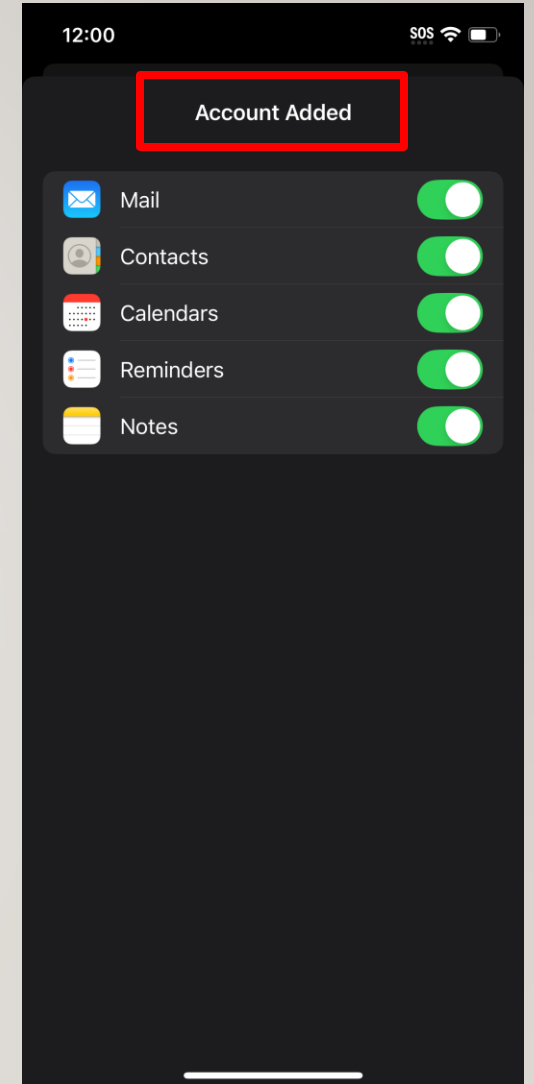 12:00 SOS
Account Added
Mail
Contacts
Calendars
Reminders
Notes